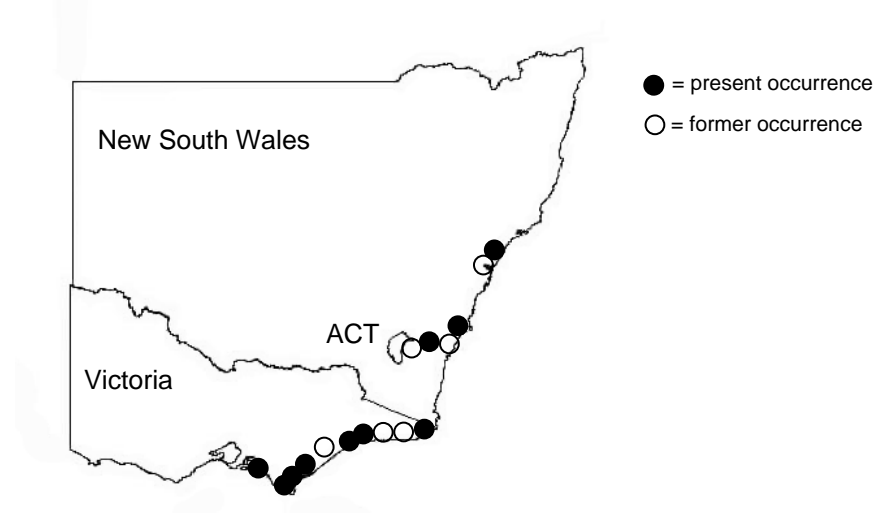 = present occurrence
= former occurrence
New South Wales
ACT
Victoria